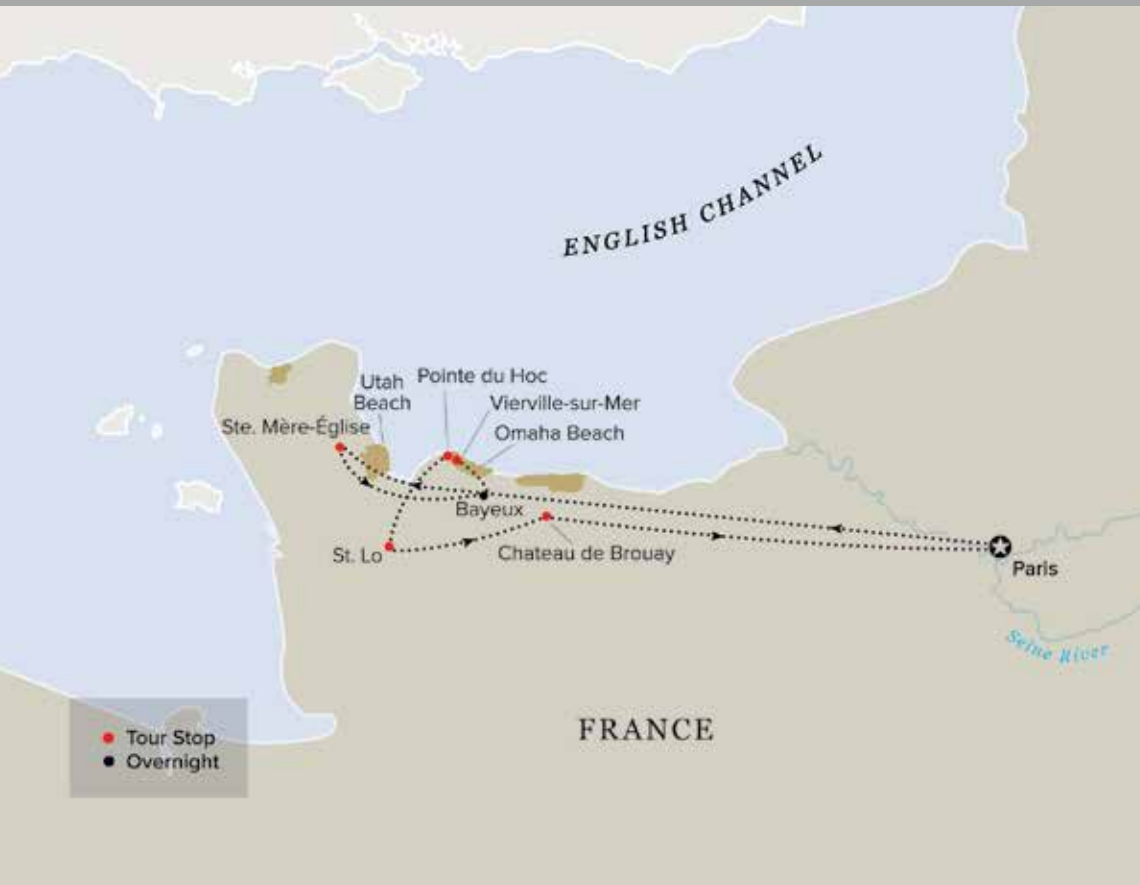 ENGLISH CHANNEL
Utah
Beach
Pointe du Hoc
Vierville-sur-Mer
Omaha Beach
Ste. Mère-Église
Bayeux
St. Lo
Chateau de Brouay
Paris
Seine River
FRANCE
Tour Stop
Overnight